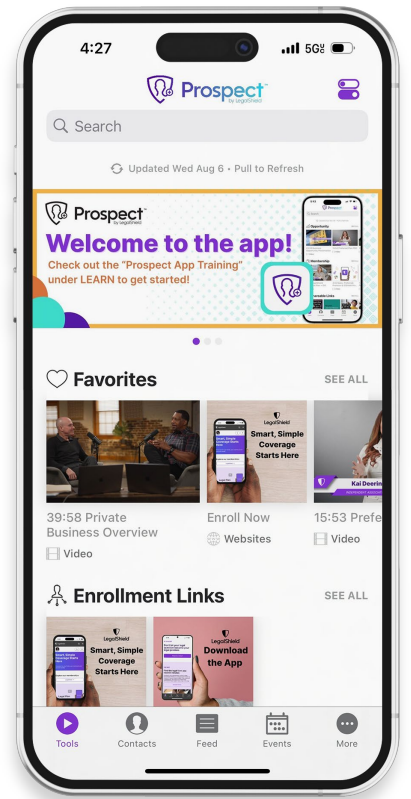 4:27
5G
Prospect
by LegalShield
Search
Updated Wed Aug 6 • Pull to Refresh
Prospect™
by LegalShield
Welcome to the app!
Check out the "Prospect App Training"
under LEARN to get started!
Favorites
SEE ALL
LegalShield
Smart, Simple
Coverage
Starts Here
Kai Deerin
39:58 Private
Business Overview
Video
Enroll Now
Websites
15:53 Prefe
Video
Enrollment Links
SEE ALL
LegalShield
Smart, Simple
Coverage
Starts Here
LegalShield
Download
the App
Tools
Contacts
Feed
Events
More